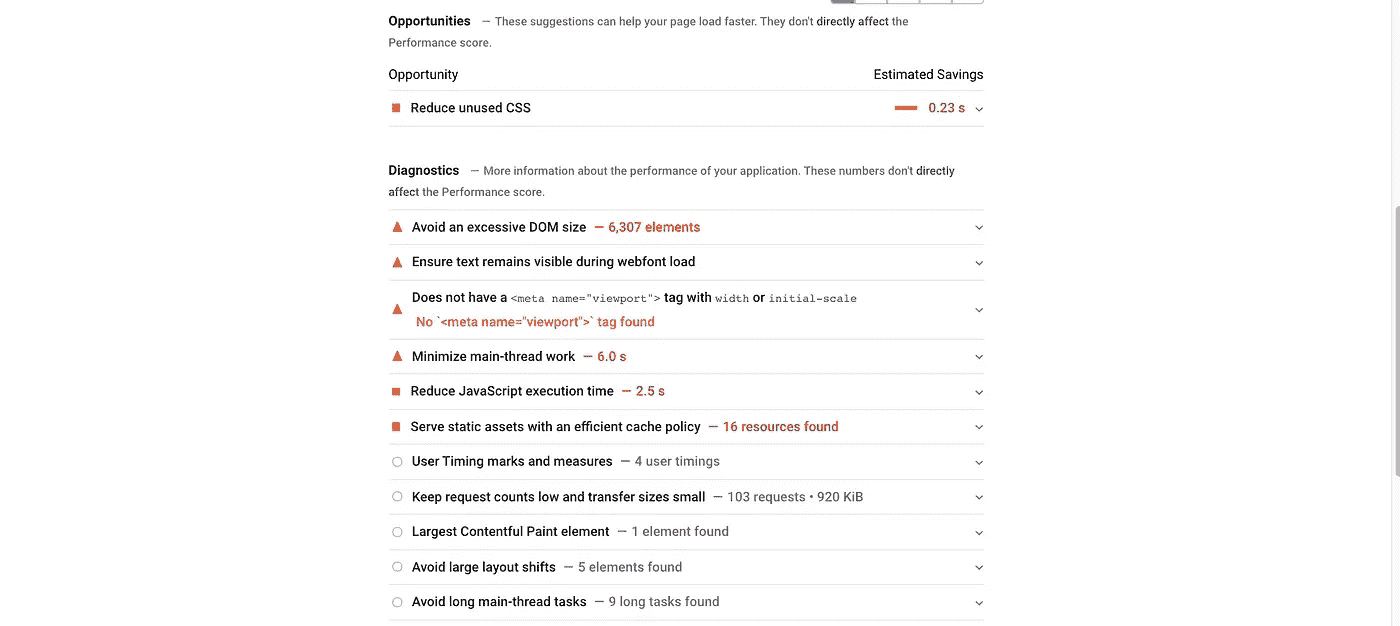 Opportunities — These suggestions can help your page load faster. They don't directly affect the
Performance score.
Opportunity Estimated Savings
Reduce unused CSS 0.23 s
Diagnostics — More information about the performance of your application. These numbers don't directly
affect the Performance score.
Avoid an excessive DOM size — 6,307 elements
Ensure text remains visible during webfont load
Does not have a <meta name="viewport"> tag with width or initial-scale
No `<meta name="viewport">` tag found
Minimize main-thread work — 6.0 s
Reduce JavaScript execution time — 2.5 s
Serve static assets with an efficient cache policy — 16 resources found
User Timing marks and measures — 4 user timings
Keep request counts low and transfer sizes small — 103 requests • 920 KiB
Largest Contentful Paint element — 1 element found
Avoid large layout shifts — 5 elements found
Avoid long main-thread tasks — 9 long tasks found